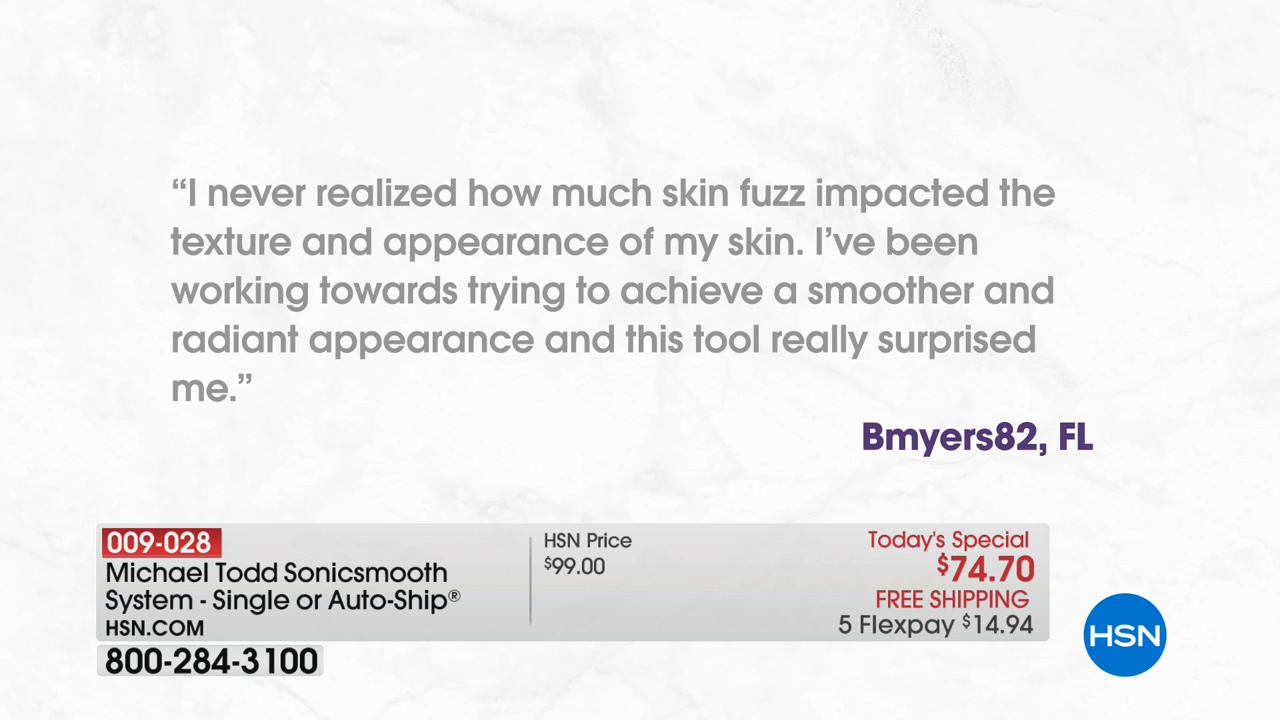 “I never realized how much skin fuzz impacted the
texture and appearance of my skin. I’ve been
working towards trying to achieve a smoother and
radiant appearance and this tool really surprised
me.”
Bmyers82, FL
009-028
Michael Todd Sonicsmooth
System - Single or Auto-Ship®
HSN.COM
800-284-3100
HSN Price
$99.00
Today's Special
$74.70
FREE SHIPPING
5 Flexpay $14.94
HSN